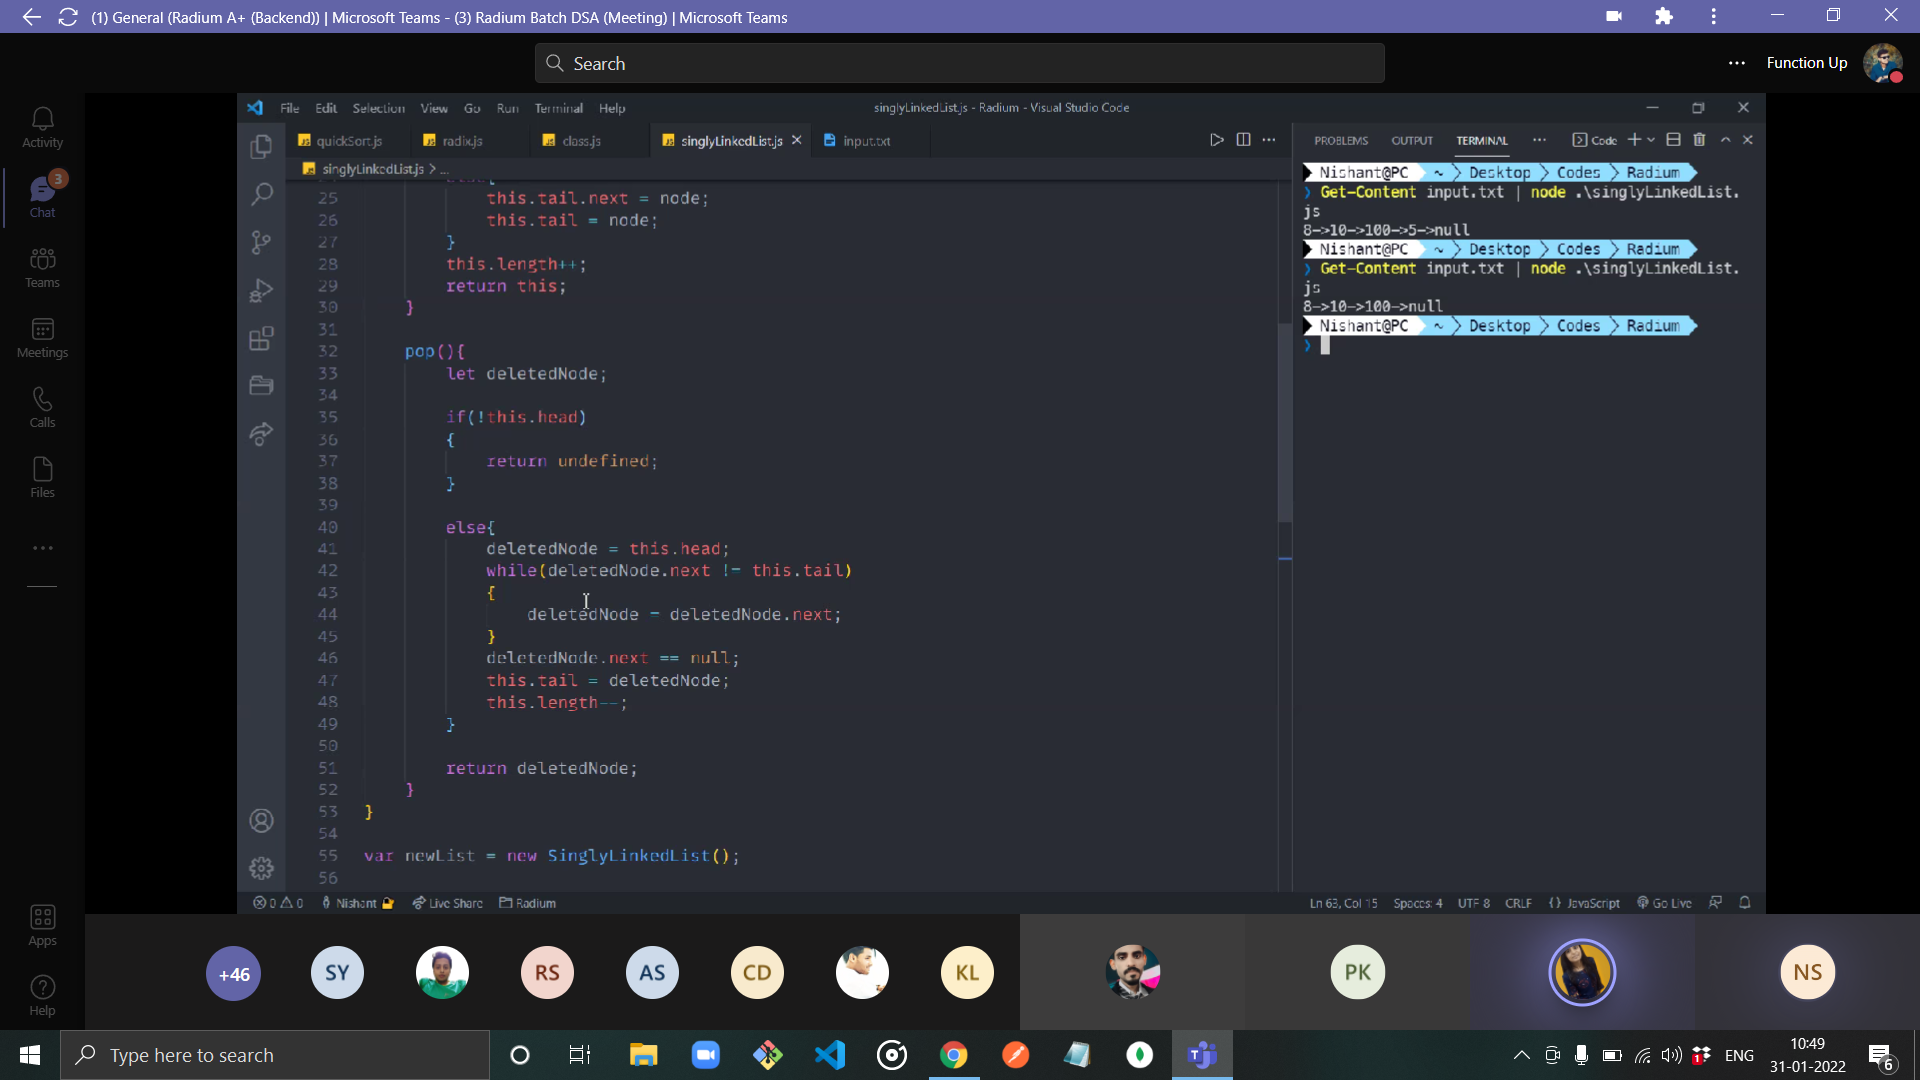 (1) General (Radium A+ (Backend)) | Microsoft Teams - (3) Radium Batch DSA (Meeting) | Microsoft Teams
Search
Function Up
Activity
3
Chat
Teams
Meetings
Calls
Files
Apps
Help
File Edit Selection View Go Run Terminal Help
singlyLinkedList.js - Radium - Visual Studio Code
quickSort.js radix.js class.js singlyLinkedList.js input.txt
singlyLinkedList.js > ...
25 this.tail.next = node;
26 this.tail = node;
27 }
28 this.length++;
29 return this;
30 }
31
32 pop(){
33 let deletedNode;
34
35 if(!this.head)
36 {
37 return undefined;
38 }
39
40 else{
41 deletedNode = this.head;
42 while(deletedNode.next != this.tail)
43 {
44 deletedNode = deletedNode.next;
45 }
46 deletedNode.next == null;
47 this.tail = deletedNode;
48 this.length--;
49 }
50
51 return deletedNode;
52 }
53 }
54
55 var newList = new SinglyLinkedList();
56
PROBLEMS OUTPUT TERMINAL ... Code
Nishant@PC ~ Desktop Codes Radium
Get-Content input.txt | node .\singlyLinkedList.
js
8->10->100->5->null
Nishant@PC ~ Desktop Codes Radium
Get-Content input.txt | node .\singlyLinkedList.
js
8->10->100->null
Nishant@PC ~ Desktop Codes Radium
0 0 Nishant Live Share Radium
Ln 63, Col 15 Spaces: 4 UTF 8 CRLF {} JavaScript Go Live
+46 SY RS AS CD KL PK NS
Type here to search
ENG
10:49
31-01-2022
6
1